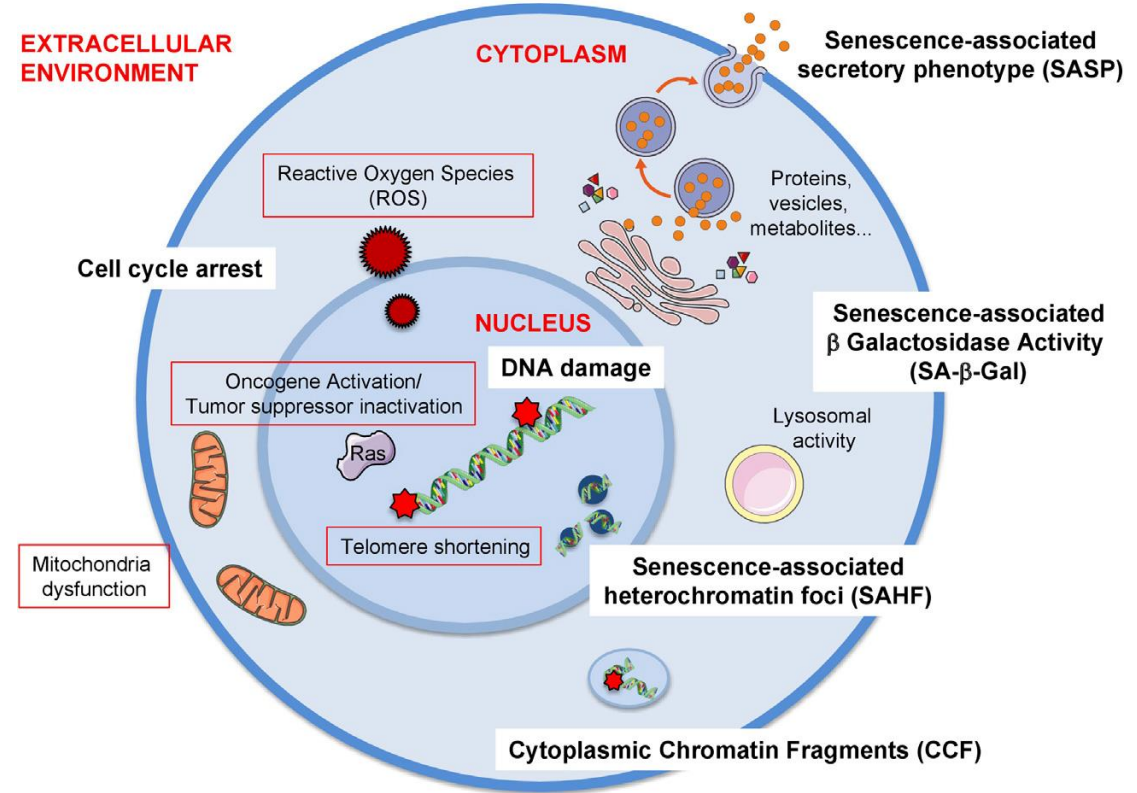 EXTRACELLULAR
ENVIRONMENT
CYTOPLASM
Senescence-associated
secretory phenotype (SASP)
Reactive Oxygen Species
(ROS)
Proteins,
vesicles,
metabolites...
Cell cycle arrest
NUCLEUS
Senescence-associated
β Galactosidase Activity
(SA-β-Gal)
DNA damage
Oncogene Activation/
Tumor suppressor inactivation
Lysosomal
activity
Ras
Telomere shortening
Mitochondria
dysfunction
Senescence-associated
heterochromatin foci (SAHF)
Cytoplasmic Chromatin Fragments (CCF)